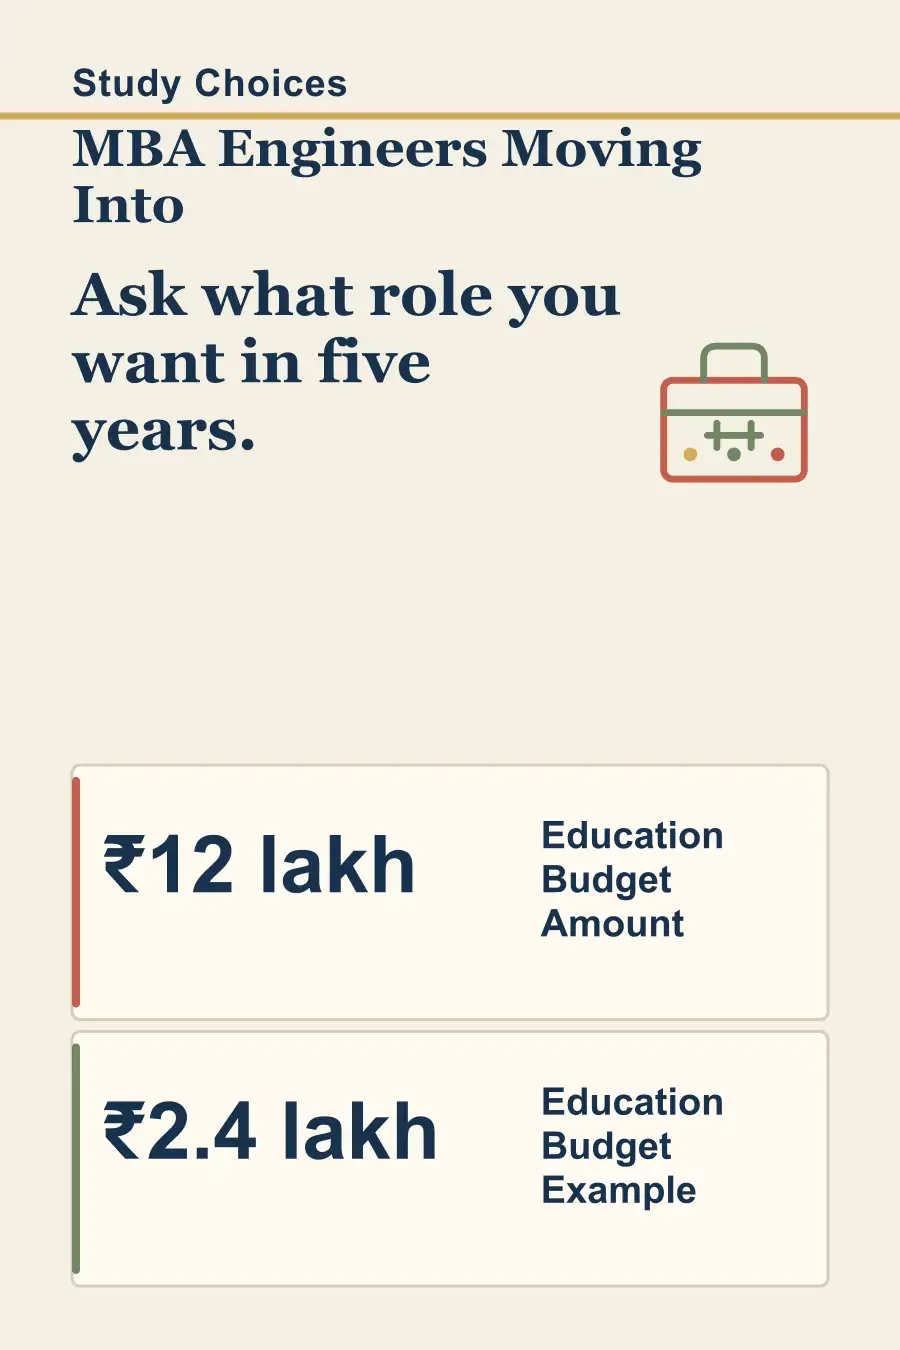 Study Choices
MBA Engineers Moving
Into
Ask what role you
want in five
years.
₹12 lakh
Education
Budget
Amount
₹2.4 lakh
Education
Budget
Example